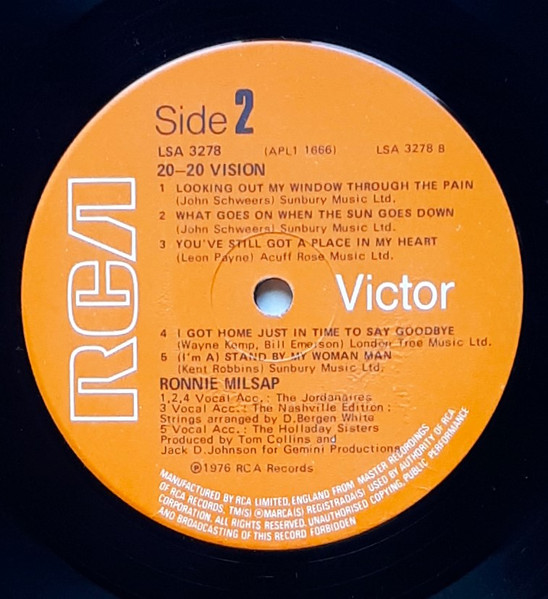 RCA
Side 2
LSA 3278 (APL1 1666) LSA 3278 B
20-20 VISION
1 LOOKING OUT MY WINDOW THROUGH THE PAIN
(John Schweers) Sunbury Music Ltd.
2 WHAT GOES ON WHEN THE SUN GOES DOWN
(John Schweers) Sunbury Music Ltd.
3 YOU'VE STILL GOT A PLACE IN MY HEART
(Leon Payne) Acuff Rose Music Ltd.
Victor
4 I GOT HOME JUST IN TIME TO SAY GOODBYE
(Wayne Kemp, Bill Emerson) London Tree Music Ltd.
5 (I'm A) STAND BY MY WOMAN MAN
(Kent Robbins) Sunbury Music Ltd.
RONNIE MILSAP
1,2,4 Vocal Acc.: The Jordanaires
3 Vocal Acc.: The Nashville Edition:
Strings arranged by D.Bergen White
5 Vocal Acc.: The Holladay Sisters
Produced by Tom Collins and
Jack D.Johnson for Gemini Productions
℗1976 RCA Records
MANUFACTURED BY RCA LIMITED, ENGLAND FROM MASTER RECORDINGS
OF RCA RECORDS. TM(S) ® MARCA(S) REGISTRADA(S) USED BY AUTHORITY OF RCA
CORPORATION. ALL RIGHTS RESERVED. UNAUTHORISED COPYING, PUBLIC PERFORMANCE
AND BROADCASTING OF THIS RECORD FORBIDDEN